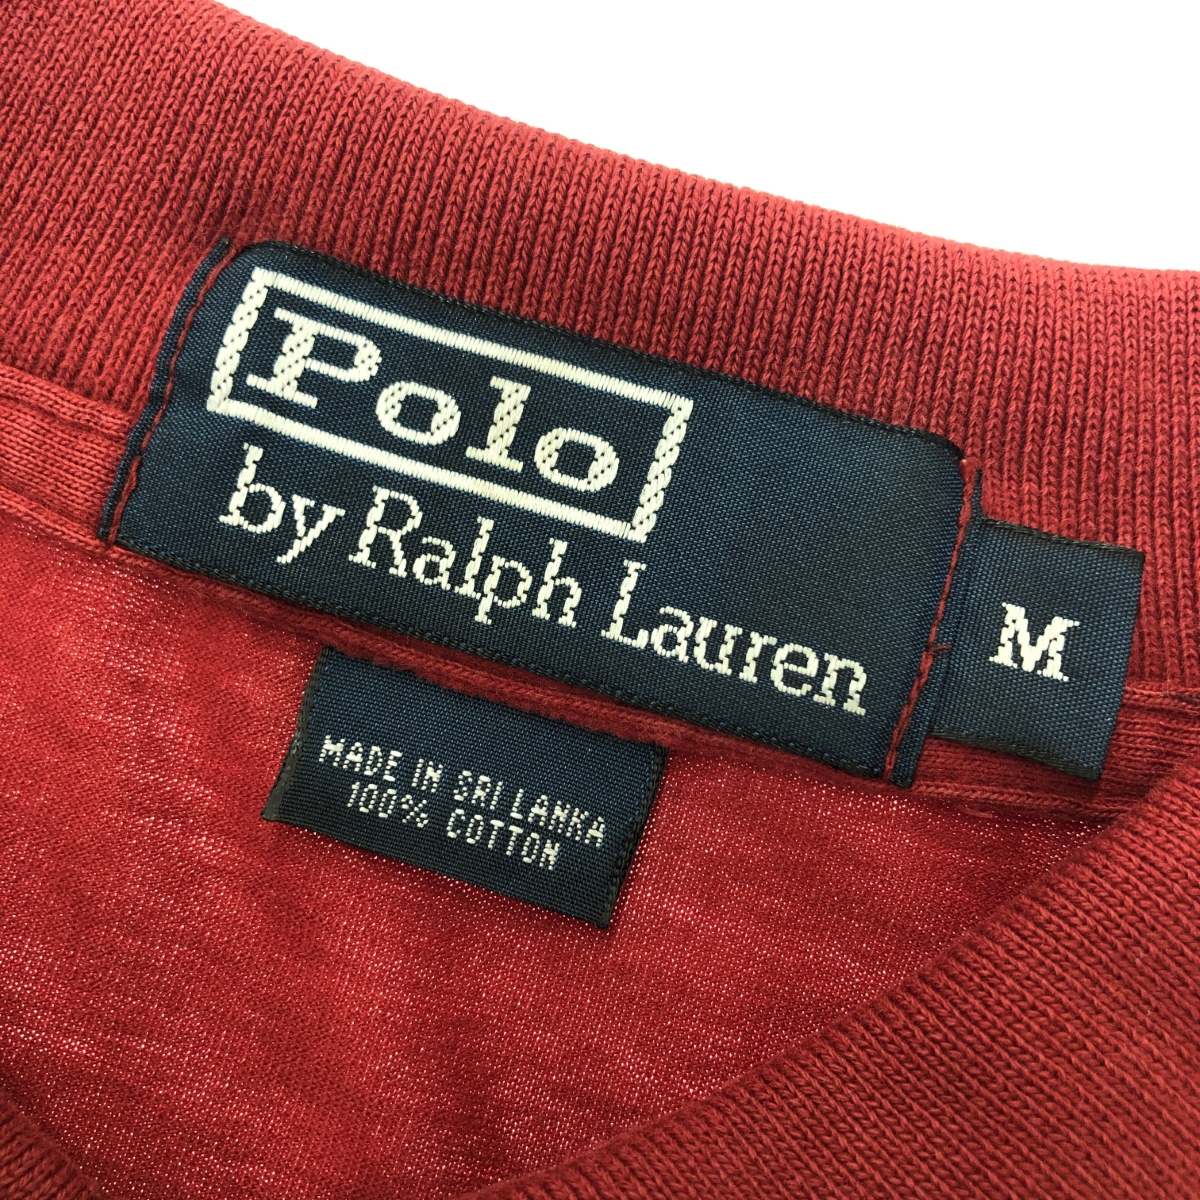 Polo
by Ralph Lauren
M
MADE IN SRI LANKA
100% COTTON